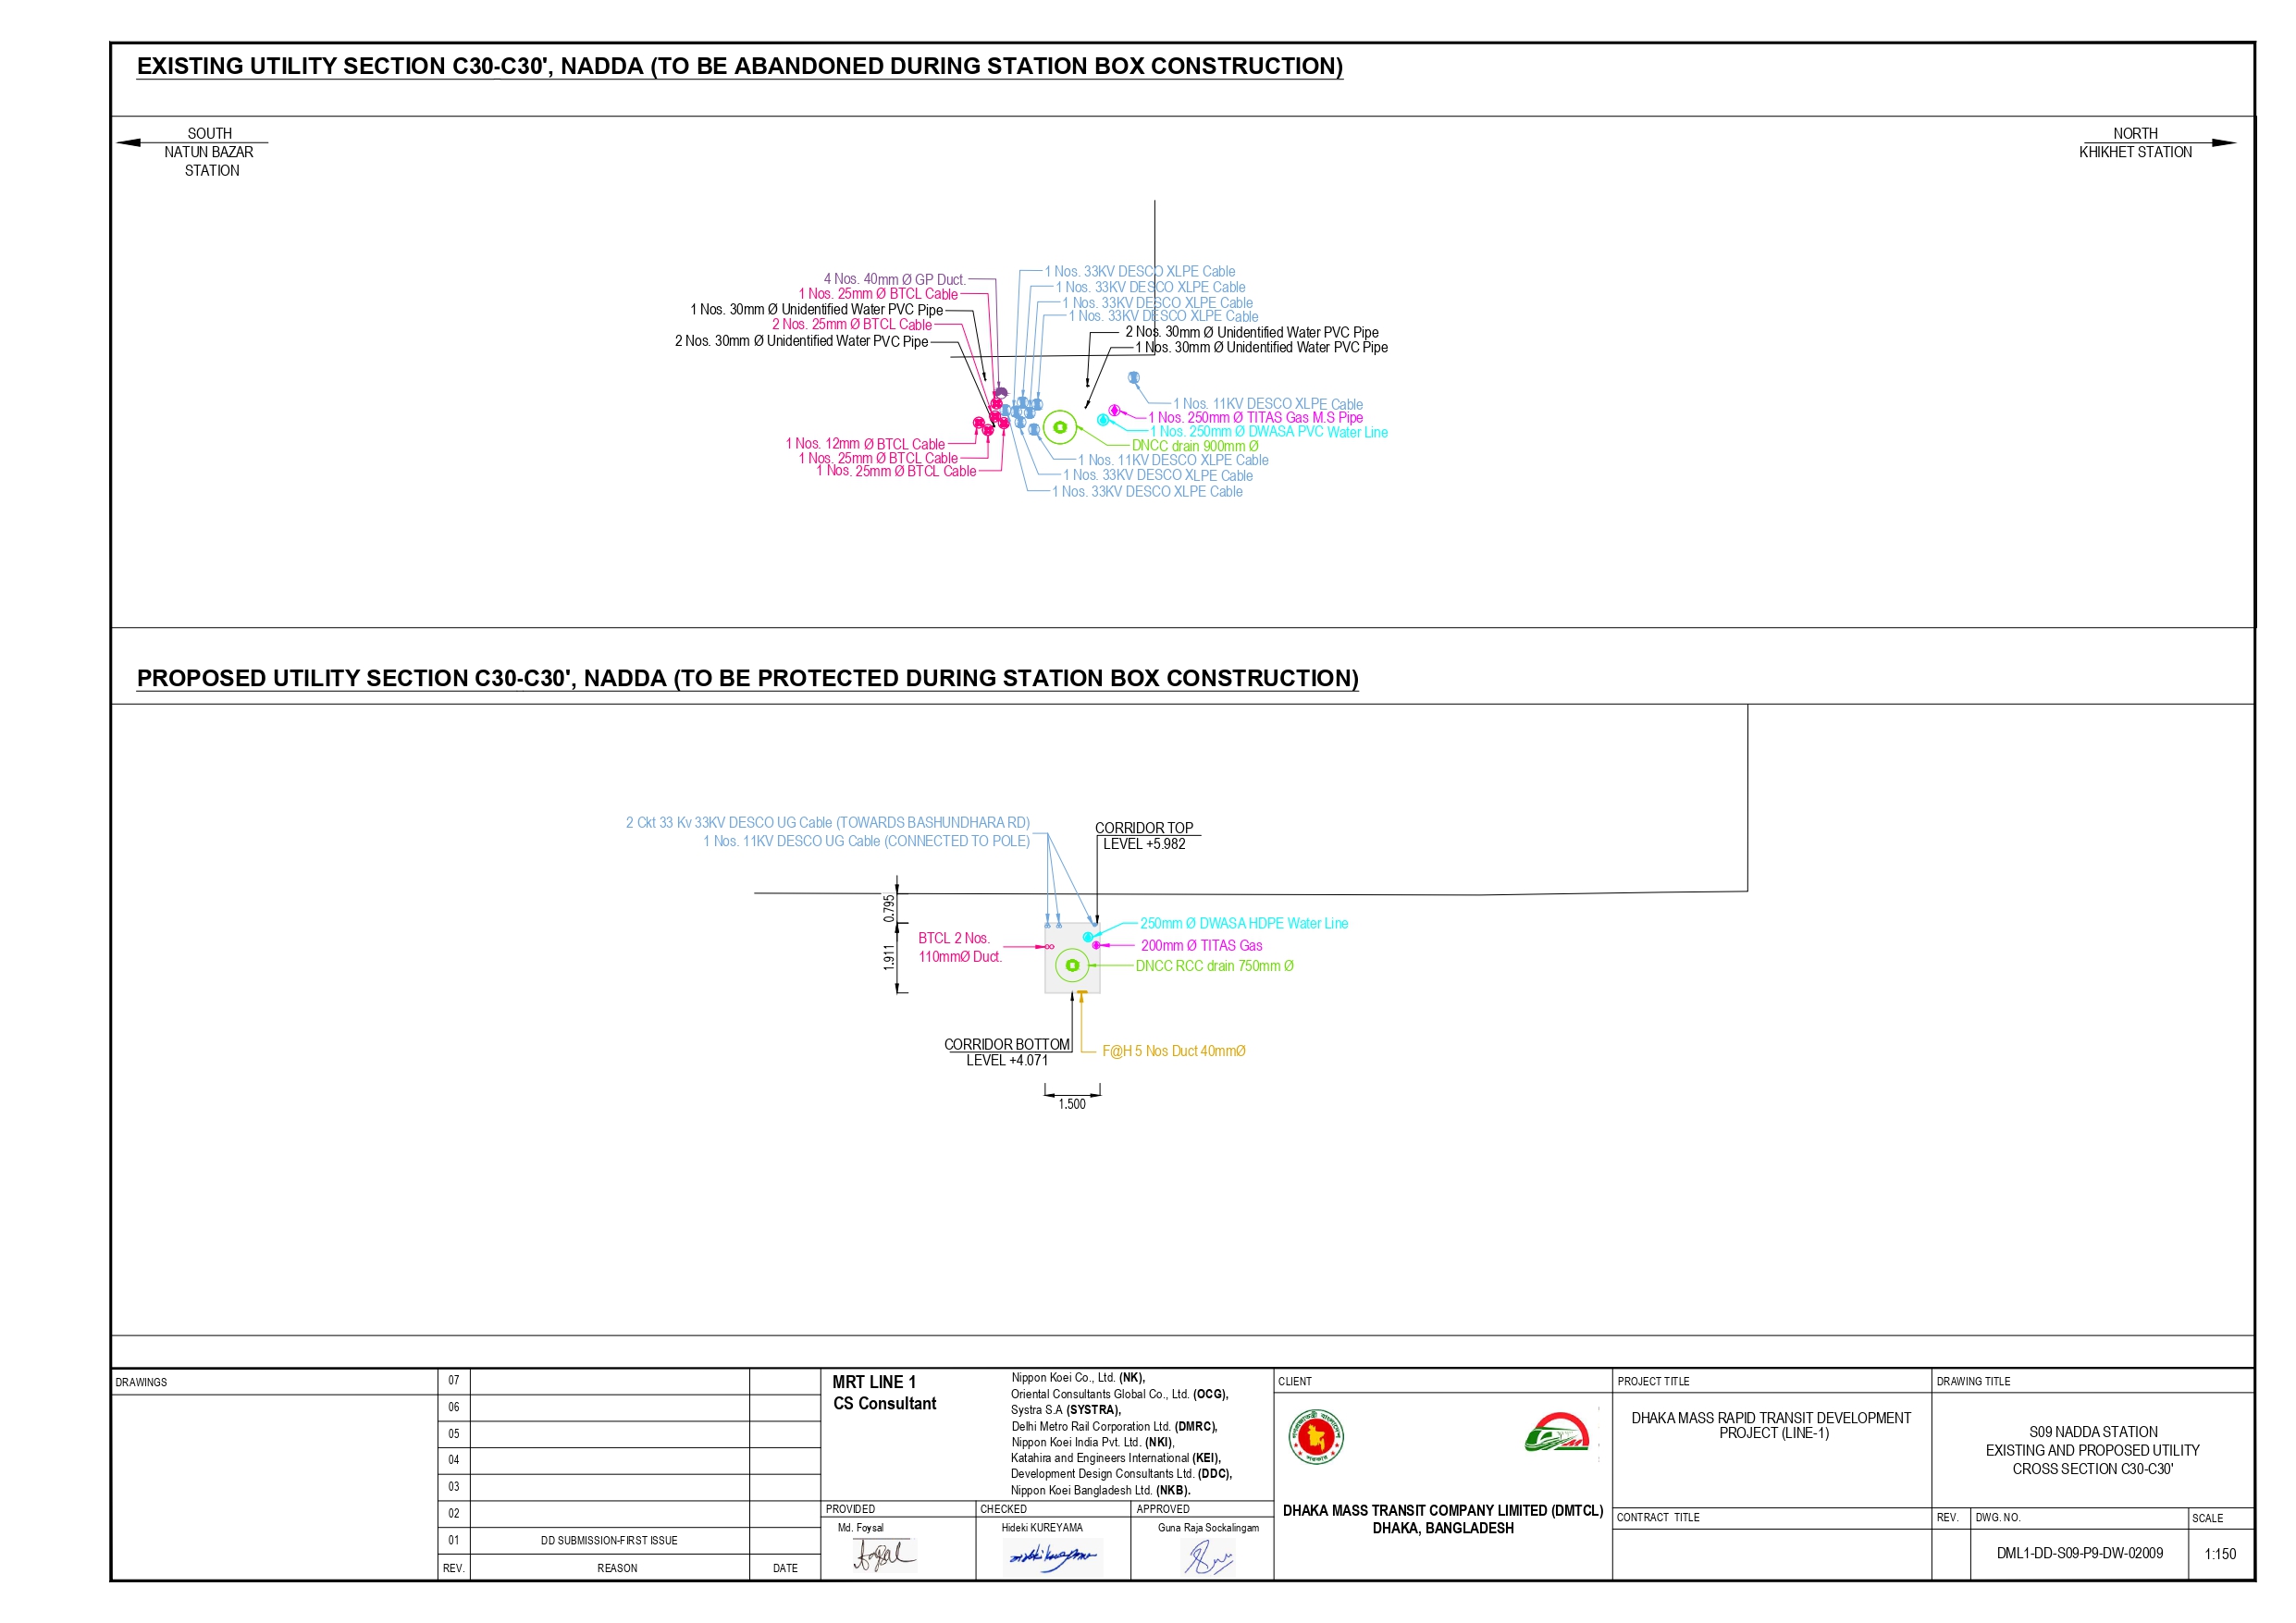 EXISTING UTILITY SECTION C30-C30', NADDA (TO BE ABANDONED DURING STATION BOX CONSTRUCTION)
SOUTH
NATUN BAZAR
STATION
NORTH
KHIKHET STATION
4 Nos. 40mm Ø GP Duct.
1 Nos. 25mm Ø BTCL Cable
1 Nos. 30mm Ø Unidentified Water PVC Pipe
2 Nos. 25mm Ø BTCL Cable
2 Nos. 30mm Ø Unidentified Water PVC Pipe
1 Nos. 33KV DESCO XLPE Cable
1 Nos. 33KV DESCO XLPE Cable
1 Nos. 33KV DESCO XLPE Cable
1 Nos. 33KV DESCO XLPE Cable
2 Nos. 30mm Ø Unidentified Water PVC Pipe
1 Nos. 30mm Ø Unidentified Water PVC Pipe
1 Nos. 11KV DESCO XLPE Cable
1 Nos. 250mm Ø TITAS Gas M.S Pipe
1 Nos. 250mm Ø DWASA PVC Water Line
DNCC drain 900mm Ø
1 Nos. 11KV DESCO XLPE Cable
1 Nos. 33KV DESCO XLPE Cable
1 Nos. 33KV DESCO XLPE Cable
1 Nos. 12mm Ø BTCL Cable
1 Nos. 25mm Ø BTCL Cable
1 Nos. 25mm Ø BTCL Cable
PROPOSED UTILITY SECTION C30-C30', NADDA (TO BE PROTECTED DURING STATION BOX CONSTRUCTION)
2 Ckt 33 Kv 33KV DESCO UG Cable (TOWARDS BASHUNDHARA RD)
1 Nos. 11KV DESCO UG Cable (CONNECTED TO POLE)
CORRIDOR TOP
LEVEL +5.982
0.795
1.911
BTCL 2 Nos.
110mmØ Duct.
250mm Ø DWASA HDPE Water Line
200mm Ø TITAS Gas
DNCC RCC drain 750mm Ø
CORRIDOR BOTTOM
LEVEL +4.071
F@H 5 Nos Duct 40mmØ
1.500
DRAWINGS
07
06
05
04
03
02
01 DD SUBMISSION-FIRST ISSUE
REV. REASON DATE
MRT LINE 1
CS Consultant
Nippon Koei Co., Ltd. (NK),
Oriental Consultants Global Co., Ltd. (OCG),
Systra S.A (SYSTRA),
Delhi Metro Rail Corporation Ltd. (DMRC),
Nippon Koei India Pvt. Ltd. (NKI),
Katahira and Engineers International (KEI),
Development Design Consultants Ltd. (DDC),
Nippon Koei Bangladesh Ltd. (NKB).
PROVIDED CHECKED APPROVED
Md. Foysal Hideki KUREYAMA Guna Raja Sockalingam
CLIENT
DHAKA MASS TRANSIT COMPANY LIMITED (DMTCL)
DHAKA, BANGLADESH
PROJECT TITLE
DHAKA MASS RAPID TRANSIT DEVELOPMENT
PROJECT (LINE-1)
CONTRACT TITLE
DRAWING TITLE
S09 NADDA STATION
EXISTING AND PROPOSED UTILITY
CROSS SECTION C30-C30'
REV. DWG. NO. SCALE
DML1-DD-S09-P9-DW-02009 1:150